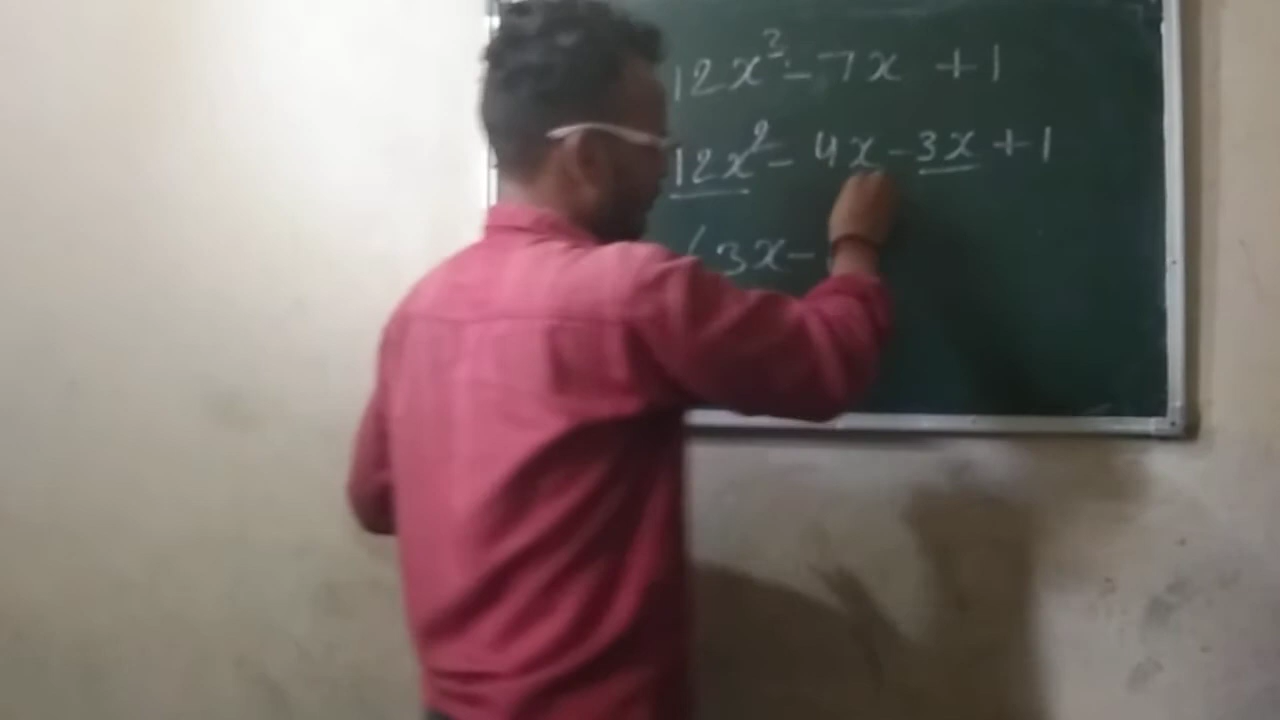 12x² - 7x + 1
12x² - 4x - 3x + 1
(3x -